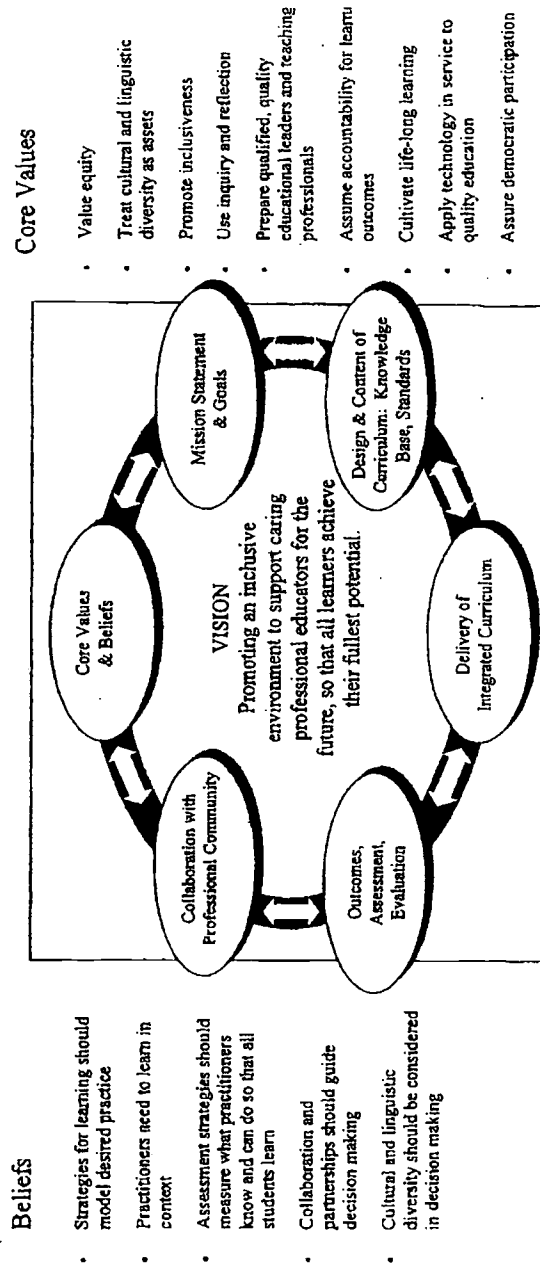 Beliefs
Strategies for learning should
model desired practice
Practitioners need to learn in
context
Assessment strategies should
measure what practitioners
know and can do so that all
students learn
Collaboration and
partnerships should guide
decision making
Cultural and linguistic
diversity should be considered
in decision making
Core Values
& Beliefs
Mission Statement
& Goals
Design & Content of
Curriculum: Knowledge
Base, Standards
Delivery of
Integrated Curriculum
Outcomes,
Assessment,
Evaluation
Collaboration with
Professional Community
VISION
Promoting an inclusive
environment to support caring
professional educators for the
future, so that all learners achieve
their fullest potential.
Core Values
Value equity
Treat cultural and linguistic
diversity as assets
Promote inclusiveness
Use inquiry and reflection
Prepare qualified, quality
educational leaders and teaching
professionals
Assume accountability for
outcomes
Cultivate life-long learning
Apply technology in service to
quality education
Assure democratic participation